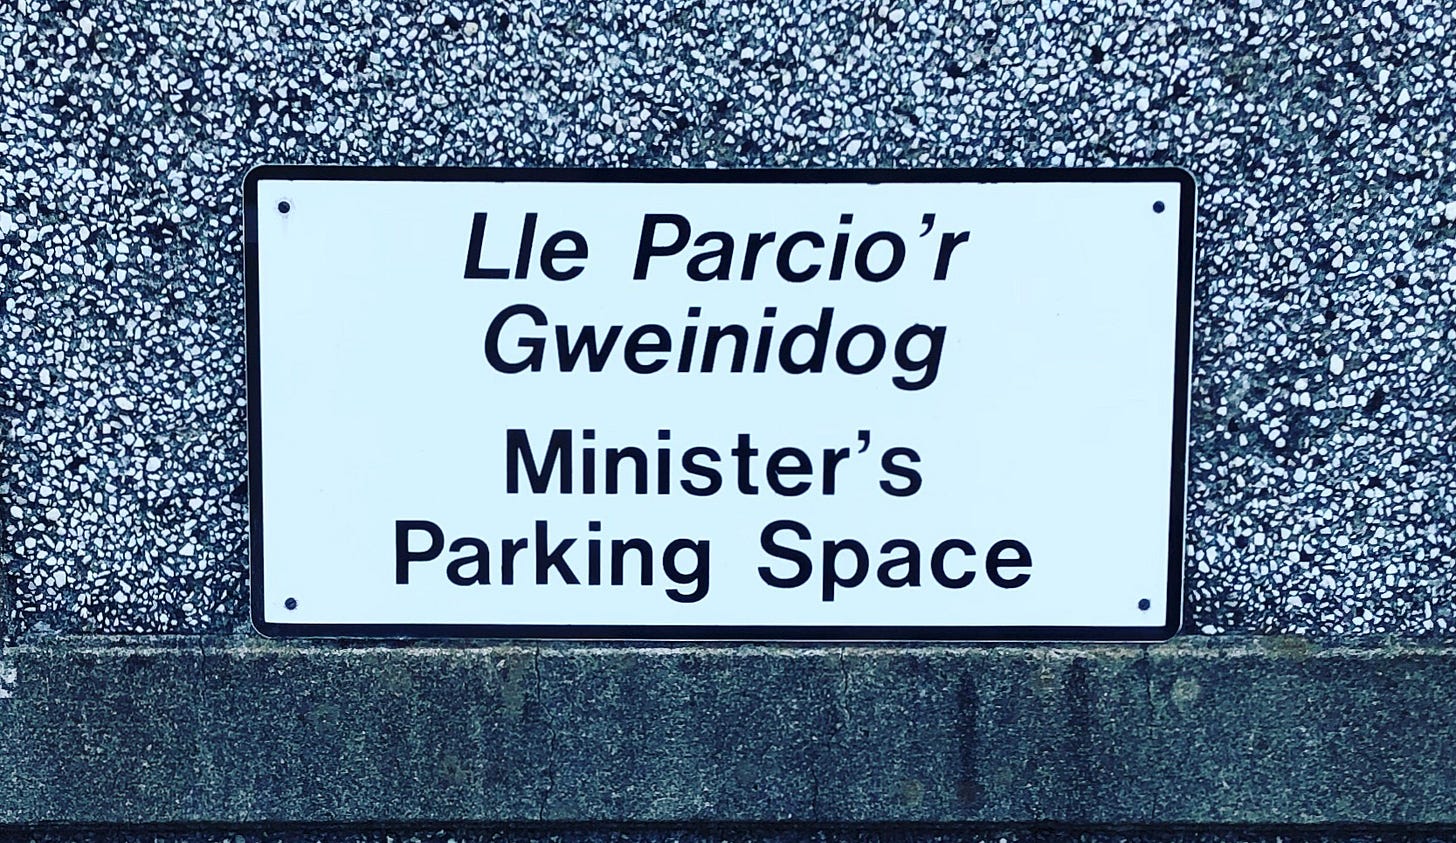 Lle Parcio’r
Gweinidog
Minister’s
Parking Space